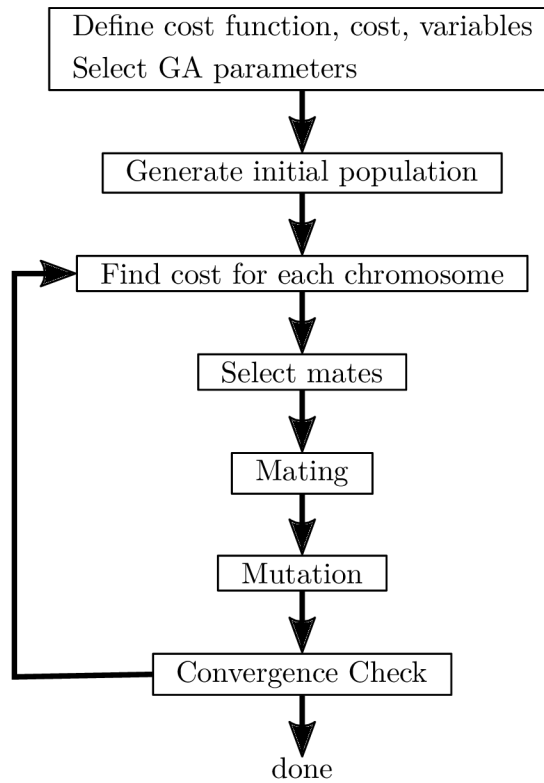 Define cost function, cost, variables
Select GA parameters
Generate initial population
Find cost for each chromosome
Select mates
Mating
Mutation
Convergence Check
done